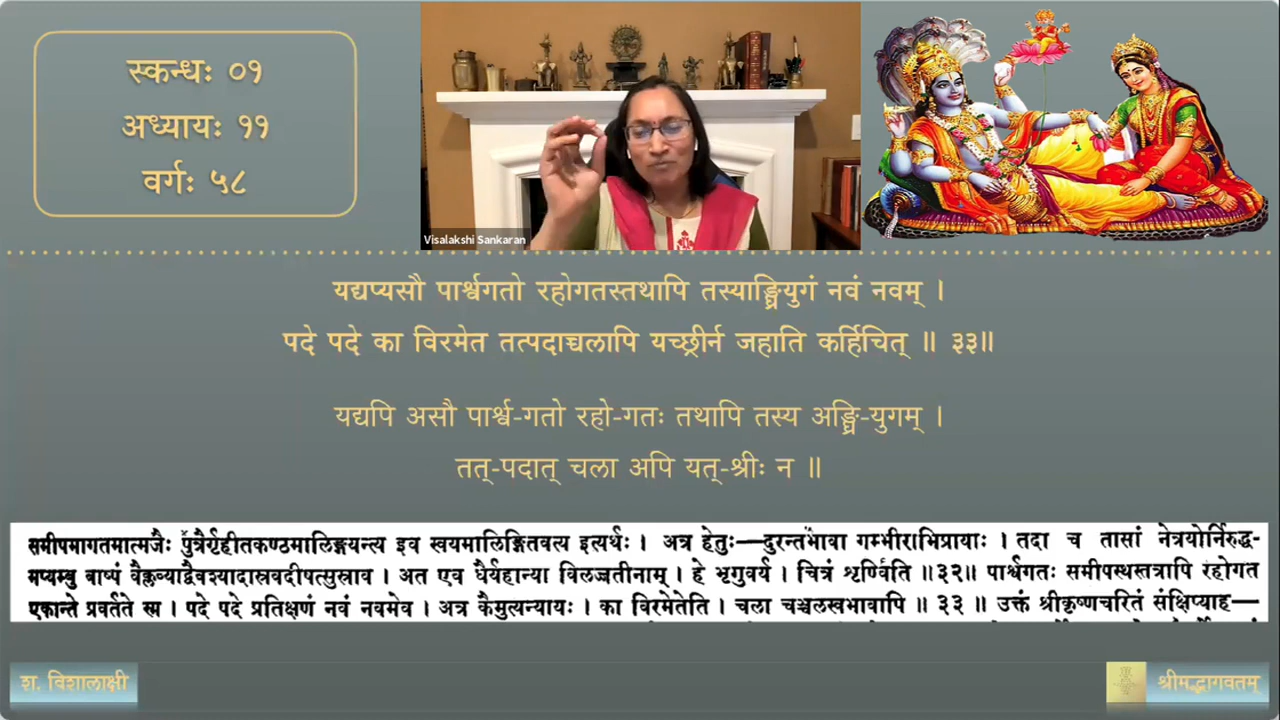 स्कन्धः ०१
अध्यायः ११
वर्गः ५८
Visalakshi Sankaran
यद्यप्यसौ पार्श्वगतो रहोगतस्तथापि तस्याङ्घ्रियुगं नवं नवम् ।
पदे पदे का विरमेत तत्पदाच्चलापि यच्छ्रीर्न जहाति कर्हिचित् ॥ ३३॥
यद्यपि असौ पार्श्व-गतो रहो-गतः तथापि तस्य अङ्घ्रि-युगम् ।
तत्-पदात् चला अपि यत्-श्रीः न ॥
समीपमागतमात्मजैः पुत्रैर्गृहीतकण्ठमालिङ्गयन्त्य इव स्वयमालिङ्गितवत्य इत्यर्थः । अत्र हेतुः—दुरन्तभावा गम्भीराभिप्रायाः । तदा च तासां नेत्रयोर्निरुद्ध-
मप्यम्बु बाष्पं वैक्लव्याद्वैवश्यादास्रवदीषत्सुस्राव । अत एव धैर्यहान्या विलज्जतीनाम् । हे भृगुवर्य । चित्रं शृण्विति ॥३२॥ पार्श्वगतः समीपस्थस्तत्रापि रहोगत
एकान्ते प्रवर्तते स्म । पदे पदे प्रतिक्षणं नवं नवमेव । अत्र कैमुत्यन्यायः । का विरमेतेति । चला चञ्चलस्वभावापि ॥ ३३ ॥ उक्तं श्रीकृष्णचरितं संक्षिप्याह—
श. विशालाक्षी
श्रीमद्भागवतम्